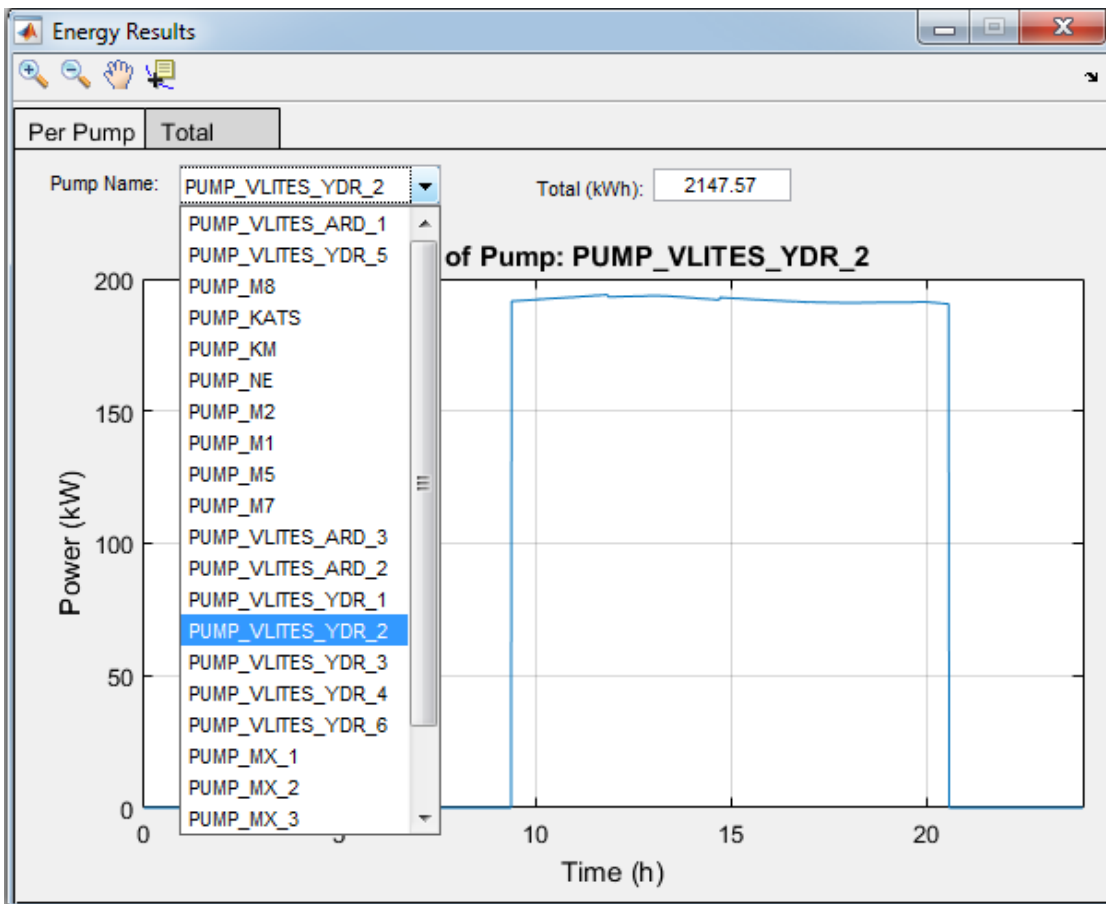 Energy Results
Per Pump Total
Pump Name: PUMP_VLITES_YDR_2 Total (kWh): 2147.57
PUMP_VLITES_ARD_1
PUMP_VLITES_YDR_5
of Pump: PUMP_VLITES_YDR_2
PUMP_M8
PUMP_KATS
PUMP_KM
PUMP_NE
PUMP_M2
PUMP_M1
PUMP_M5
PUMP_M7
PUMP_VLITES_ARD_3
PUMP_VLITES_ARD_2
PUMP_VLITES_YDR_1
PUMP_VLITES_YDR_2
PUMP_VLITES_YDR_3
PUMP_VLITES_YDR_4
PUMP_VLITES_YDR_6
PUMP_MX_1
PUMP_MX_2
PUMP_MX_3
200
150
100
50
0
Power (kW)
0 10 15 20
Time (h)